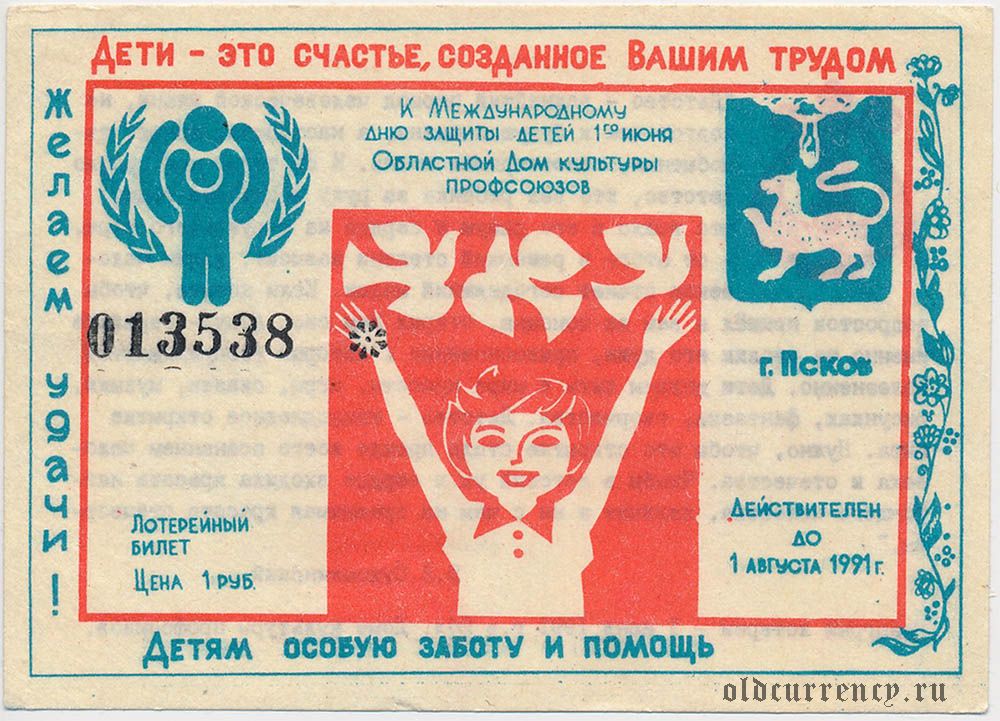 Дети - это счастье, созданное Вашим трудом
Желаем удачи!
К Международному
дню защиты детей 1го июня
Областной Дом культуры
профсоюзов
013538
г. Псков
Лотерейный
билет
Цена 1 руб.
Действителен
до
1 августа 1991 г.
Детям особую заботу и помощь
oldcurrency.ru